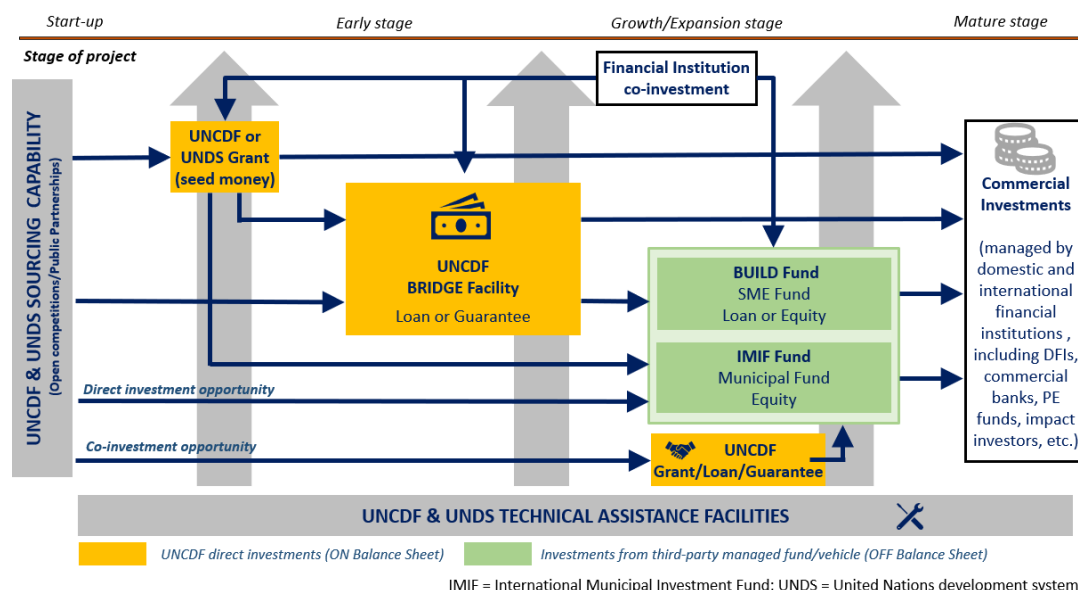 Start-up
Early stage
Growth/Expansion stage
Mature stage
Stage of project
UNCDF & UNDS SOURCING CAPABILITY
(Open competitions/Public Partnerships)
Financial Institution
co-investment
UNCDF or
UNDS Grant
(seed money)
UNCDF
BRIDGE Facility
Loan or Guarantee
BUILD Fund
SME Fund
Loan or Equity
IMIF Fund
Municipal Fund
Equity
Direct investment opportunity
Co-investment opportunity
UNCDF
Grant/Loan/Guarantee
Commercial
Investments
(managed by
domestic and
international
financial
institutions ,
including DFIs,
commercial
banks, PE
funds, impact
investors, etc.)
UNCDF & UNDS TECHNICAL ASSISTANCE FACILITIES
UNCDF direct investments (ON Balance Sheet)
Investments from third-party managed fund/vehicle (OFF Balance Sheet)
IMIF = International Municipal Investment Fund; UNDS = United Nations development system